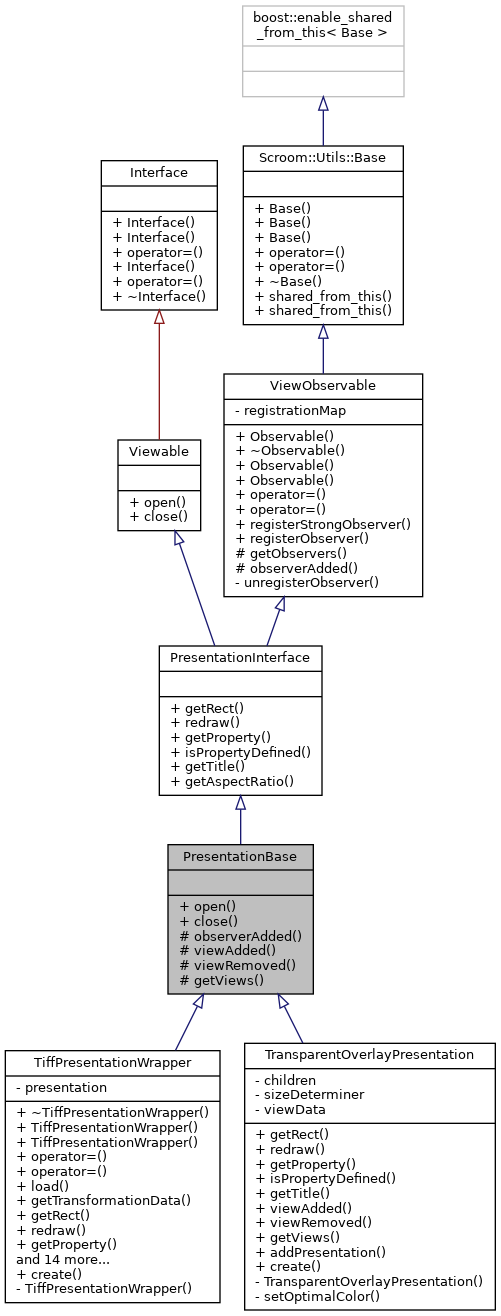 boost::enable_shared
_from_this< Base >
Interface
+ Interface()
+ Interface()
+ operator=()
+ Interface()
+ operator=()
+ ~Interface()
Scroom::Utils::Base
+ Base()
+ Base()
+ Base()
+ operator=()
+ operator=()
+ ~Base()
+ shared_from_this()
+ shared_from_this()
Viewable
+ open()
+ close()
ViewObservable
- registrationMap
+ Observable()
+ ~Observable()
+ Observable()
+ Observable()
+ operator=()
+ operator=()
+ registerStrongObserver()
+ registerObserver()
# getObservers()
# observerAdded()
- unregisterObserver()
PresentationInterface
+ getRect()
+ redraw()
+ getProperty()
+ isPropertyDefined()
+ getTitle()
+ getAspectRatio()
PresentationBase
+ open()
+ close()
# observerAdded()
# viewAdded()
# viewRemoved()
# getViews()
TiffPresentationWrapper
- presentation
+ ~TiffPresentationWrapper()
+ TiffPresentationWrapper()
+ TiffPresentationWrapper()
+ operator=()
+ operator=()
+ load()
+ getTransformationData()
+ getRect()
+ redraw()
+ getProperty()
and 14 more...
+ create()
- TiffPresentationWrapper()
TransparentOverlayPresentation
- children
- sizeDeterminer
- viewData
+ getRect()
+ redraw()
+ getProperty()
+ isPropertyDefined()
+ getTitle()
+ viewAdded()
+ viewRemoved()
+ getViews()
+ addPresentation()
+ create()
- TransparentOverlayPresentation()
- setOptimalColor()